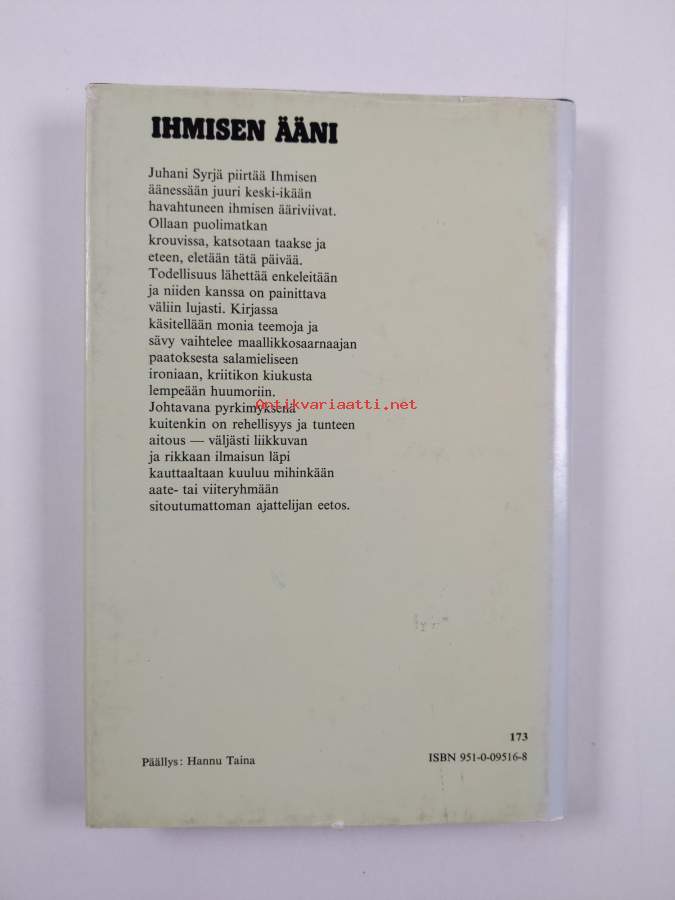 IHMISEN ÄÄNI
Juhani Syrjä piirtää Ihmisen
äänessään juuri keski-ikään
havahtuneen ihmisen ääriviivat.
Ollaan puolimatkan
krouvissa, katsotaan taakse ja
eteen, eletään tätä päivää.
Todellisuus lähettää enkeleitään
ja niiden kanssa on painittava
väliin lujasti. Kirjassa
käsitellään monia teemoja ja
sävy vaihtelee maallikkosaarnaajan
paatoksesta salamieliseen
ironiaan, kriitikon kiukusta
lempeään huumoriin.
Antikvariaatti.net
Johtavana pyrkimyksenä
kuitenkin on rehellisyys ja tunteen
aitous — väljästi liikkuvan
ja rikkaan ilmaisun läpi
kauttaaltaan kuuluu mihinkään
aate- tai viiteryhmään
sitoutumattoman ajattelijan eetos.
173
Päällys: Hannu Taina
ISBN 951-0-09516-8